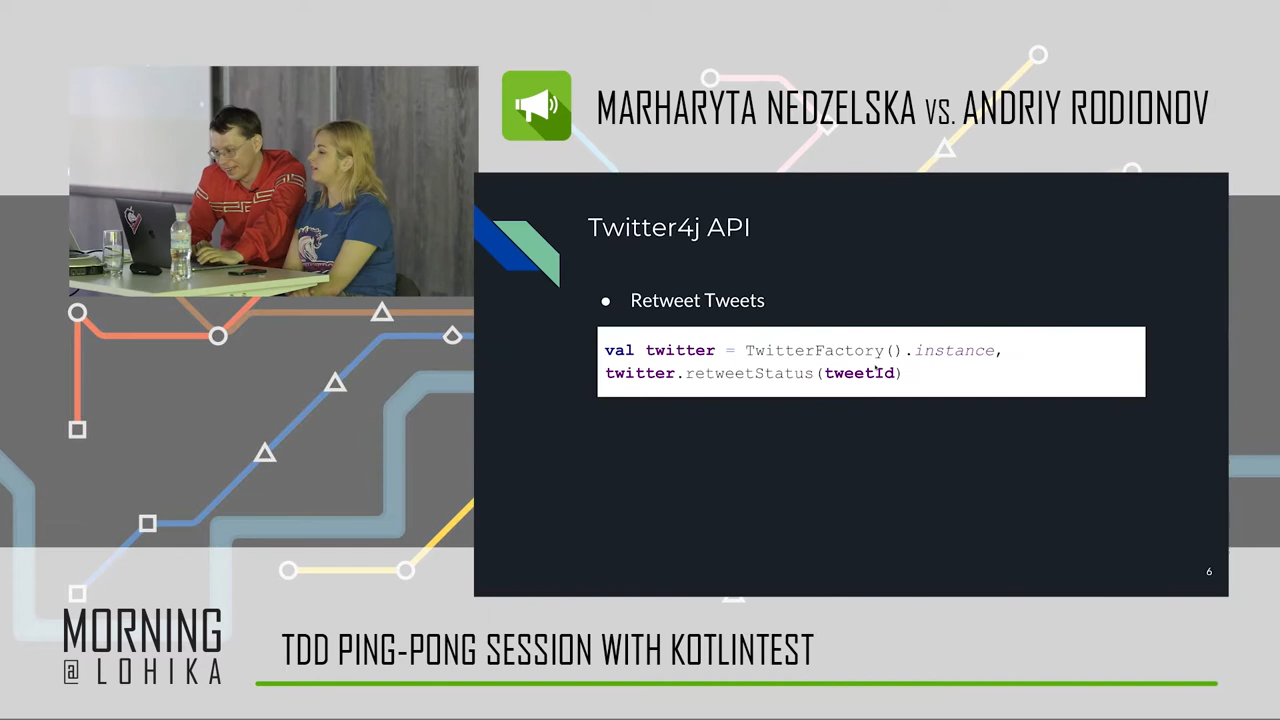 MARHARYTA NEDZELSKA VS. ANDRIY RODIONOV
Twitter4j API
● Retweet Tweets
val twitter = TwitterFactory().instance,
twitter.retweetStatus(tweetId)
6
MORNING
@ LOHIKA
TDD PING-PONG SESSION WITH KOTLINTEST